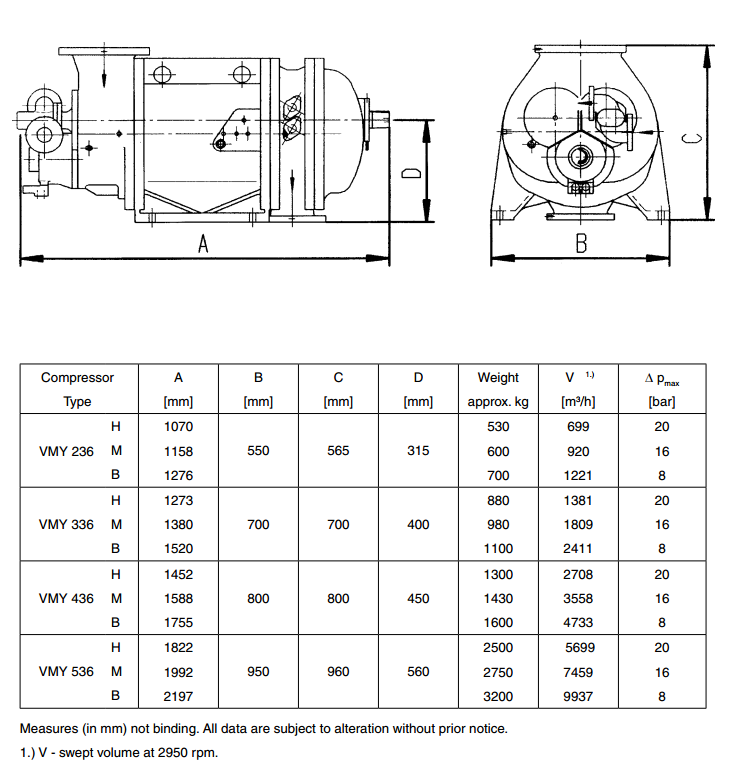 C
D
A
B
Compressor A B C D Weight V 1.) Δ pmax
Type [mm] [mm] [mm] [mm] approx. kg [m³/h] [bar]
H 1070 530 699 20
VMY 236 M 1158 550 565 315 600 920 16
B 1276 700 1221 8
H 1273 880 1381 20
VMY 336 M 1380 700 700 400 980 1809 16
B 1520 1100 2411 8
H 1452 1300 2708 20
VMY 436 M 1588 800 800 450 1430 3558 16
B 1755 1600 4733 8
H 1822 2500 5699 20
VMY 536 M 1992 950 960 560 2750 7459 16
B 2197 3200 9937 8
Measures (in mm) not binding. All data are subject to alteration without prior notice.
1.) V - swept volume at 2950 rpm.